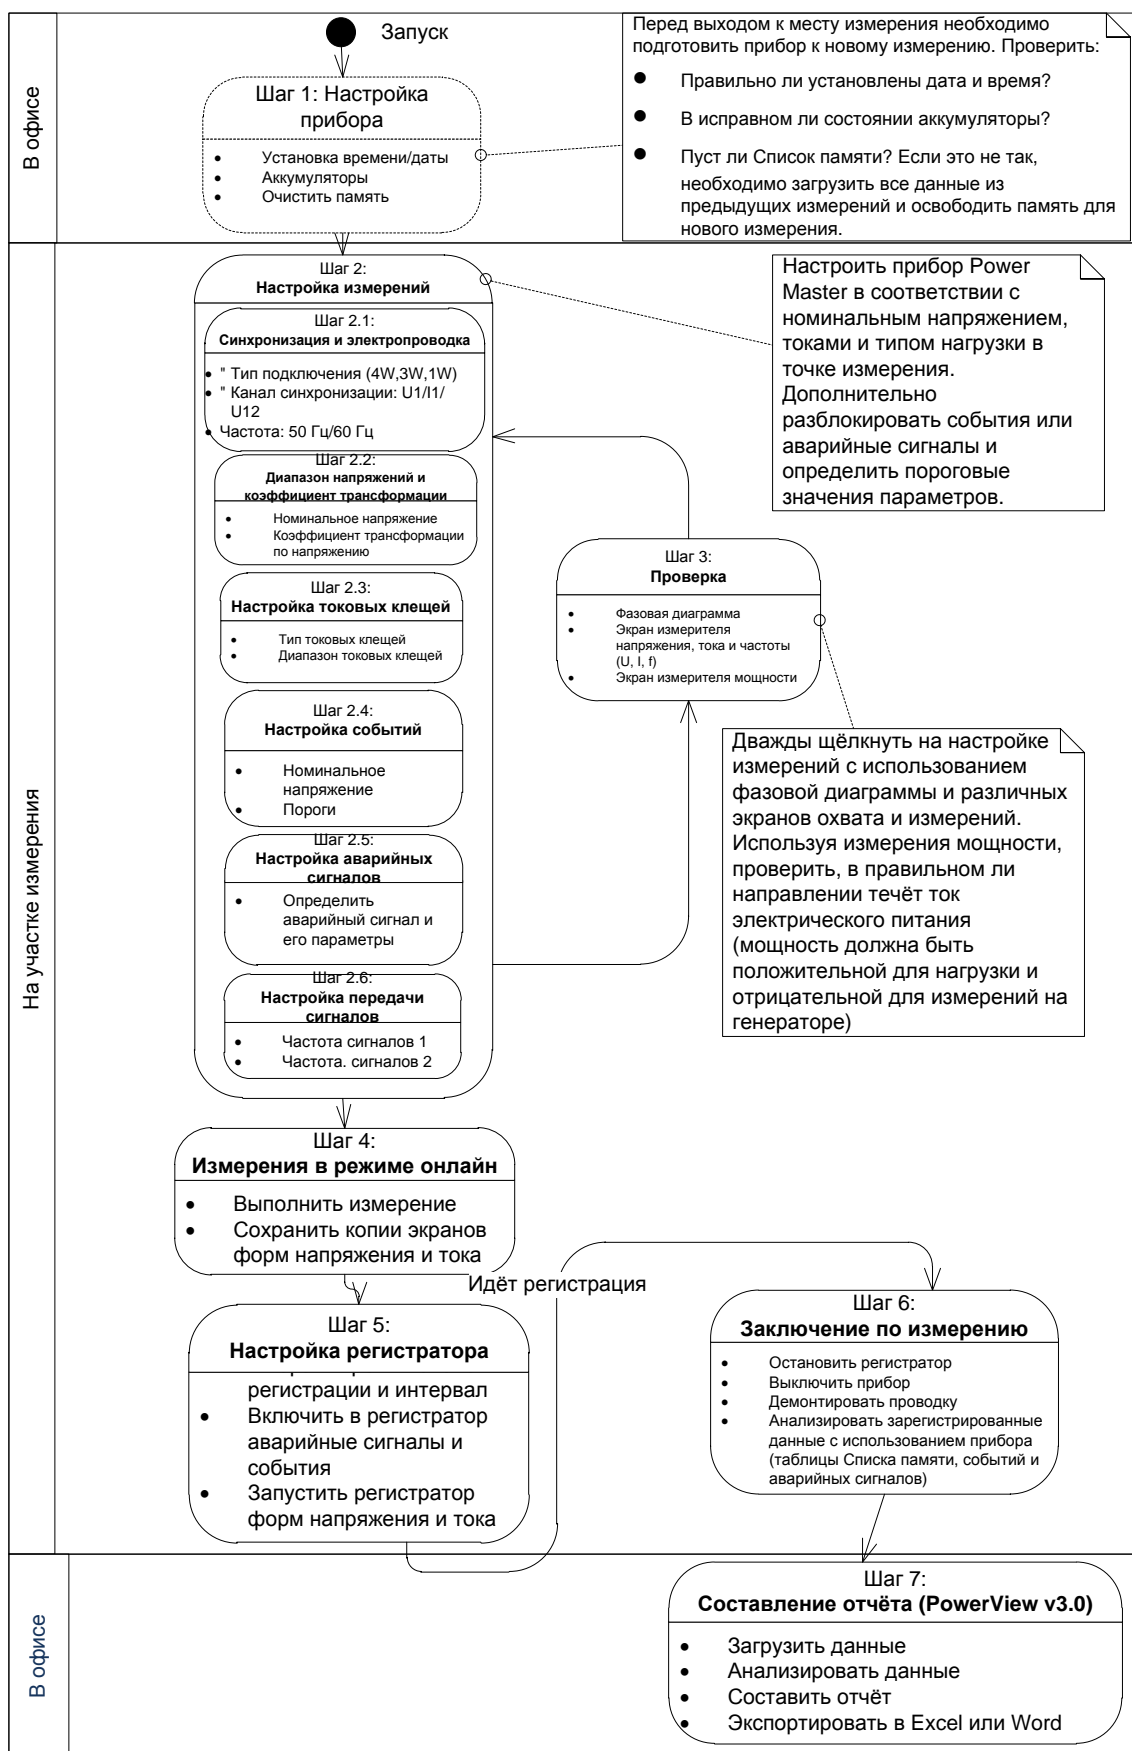 В офисе
Запуск
Шаг 1: Настройка
прибора
• Установка времени/даты
• Аккумуляторы
• Очистить память
Перед выходом к месту измерения необходимо
подготовить прибор к новому измерению. Проверить:
● Правильно ли установлены дата и время?
● В исправном ли состоянии аккумуляторы?
● Пуст ли Список памяти? Если это не так,
необходимо загрузить все данные из
предыдущих измерений и освободить память для
нового измерения.
На участке измерения
Шаг 2:
Настройка измерений
Шаг 2.1:
Синхронизация и электропроводка
• " Тип подключения (4W,3W,1W)
• " Канал синхронизации: U1/I1/
U12
• Частота: 50 Гц/60 Гц
Шаг 2.2:
Диапазон напряжений и
коэффициент трансформации
• Номинальное напряжение
• Коэффициент трансформации
по напряжению
Шаг 2.3:
Настройка токовых клещей
• Тип токовых клещей
• Диапазон токовых клещей
Шаг 2.4:
Настройка событий
• Номинальное
напряжение
• Пороги
Шаг 2.5:
Настройка аварийных
сигналов
• Определить
аварийный сигнал и
его параметры
Шаг 2.6:
Настройка передачи
сигналов
• Частота сигналов 1
• Частота. сигналов 2
Настроить прибор Power
Master в соответствии с
номинальным напряжением,
токами и типом нагрузки в
точке измерения.
Дополнительно
разблокировать события или
аварийные сигналы и
определить пороговые
значения параметров.
Шаг 3:
Проверка
• Фазовая диаграмма
• Экран измерителя
напряжения, тока и частоты
(U, I, f)
• Экран измерителя мощности
Дважды щёлкнуть на настройке
измерений с использованием
фазовой диаграммы и различных
экранов охвата и измерений.
Используя измерения мощности,
проверить, в правильном ли
направлении течёт ток
электрического питания
(мощность должна быть
положительной для нагрузки и
отрицательной для измерений на
генераторе)
Шаг 4:
Измерения в режиме онлайн
• Выполнить измерение
• Сохранить копии экранов
форм напряжения и тока
Идёт регистрация
Шаг 5:
Настройка регистратора
регистрации и интервал
• Включить в регистратор
аварийные сигналы и
события
• Запустить регистратор
форм напряжения и тока
Шаг 6:
Заключение по измерению
• Остановить регистратор
• Выключить прибор
• Демонтировать проводку
• Анализировать зарегистрированные
данные с использованием прибора
(таблицы Списка памяти, событий и
аварийных сигналов)
В офисе
Шаг 7:
Составление отчёта (PowerView v3.0)
• Загрузить данные
• Анализировать данные
• Составить отчёт
• Экспортировать в Excel или Word